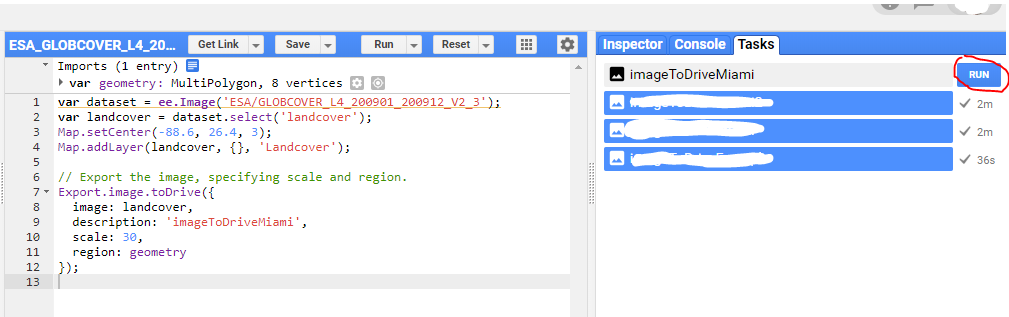 ESA_GLOBCOVER_L4_20... Get Link Save Run Reset
Inspector Console Tasks
Imports (1 entry)
var geometry: MultiPolygon, 8 vertices
1 var dataset = ee.Image('ESA/GLOBCOVER_L4_200901_200912_V2_3');
2 var landcover = dataset.select('landcover');
3 Map.setCenter(-88.6, 26.4, 3);
4 Map.addLayer(landcover, {}, 'Landcover');
5
6 // Export the image, specifying scale and region.
7 Export.image.toDrive({
8 image: landcover,
9 description: 'imageToDriveMiami',
10 scale: 30,
11 region: geometry
12 });
13
imageToDriveMiami RUN
2m
2m
36s